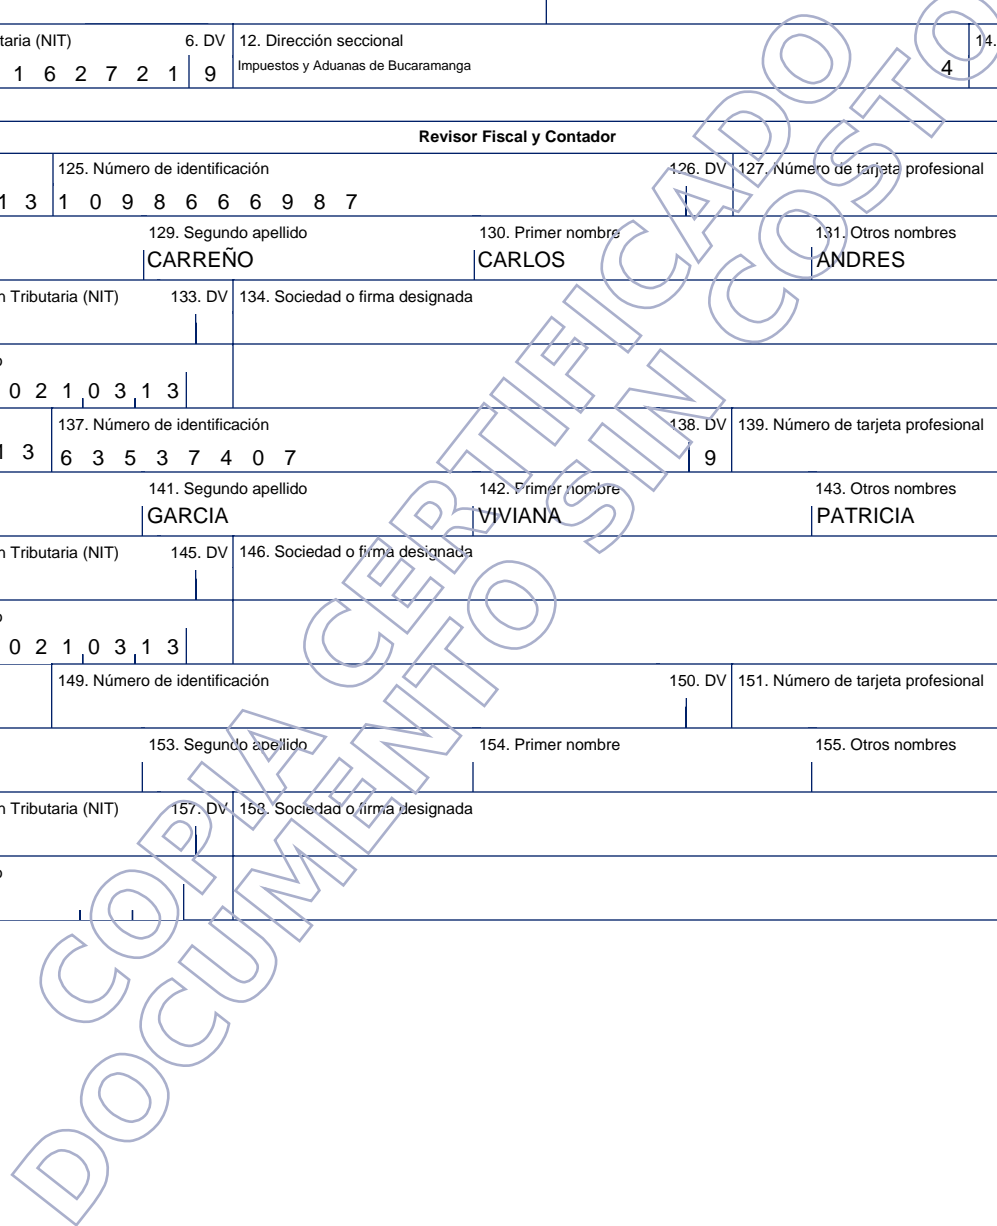 taria (NIT) 6. DV 12. Dirección seccional 14.
1 6 2 7 2 1 9 Impuestos y Aduanas de Bucaramanga 4
Revisor Fiscal y Contador
125. Número de identificación 126. DV 127. Número de tarjeta profesional
1 3 1 0 9 8 6 6 6 9 8 7
129. Segundo apellido 130. Primer nombre 131. Otros nombres
CARREÑO CARLOS ANDRES
n Tributaria (NIT) 133. DV 134. Sociedad o firma designada
o
0 2 1 0 3 1 3
137. Número de identificación 138. DV 139. Número de tarjeta profesional
1 3 6 3 5 3 7 4 0 7 9
141. Segundo apellido 142. Primer nombre 143. Otros nombres
GARCIA VIVIANA PATRICIA
n Tributaria (NIT) 145. DV 146. Sociedad o firma designada
o
0 2 1 0 3 1 3
149. Número de identificación 150. DV 151. Número de tarjeta profesional
153. Segundo apellido 154. Primer nombre 155. Otros nombres
n Tributaria (NIT) 157. DV 158. Sociedad o firma designada
o
COPIA CERTIFICADO
DOCUMENTO SIN COSTO